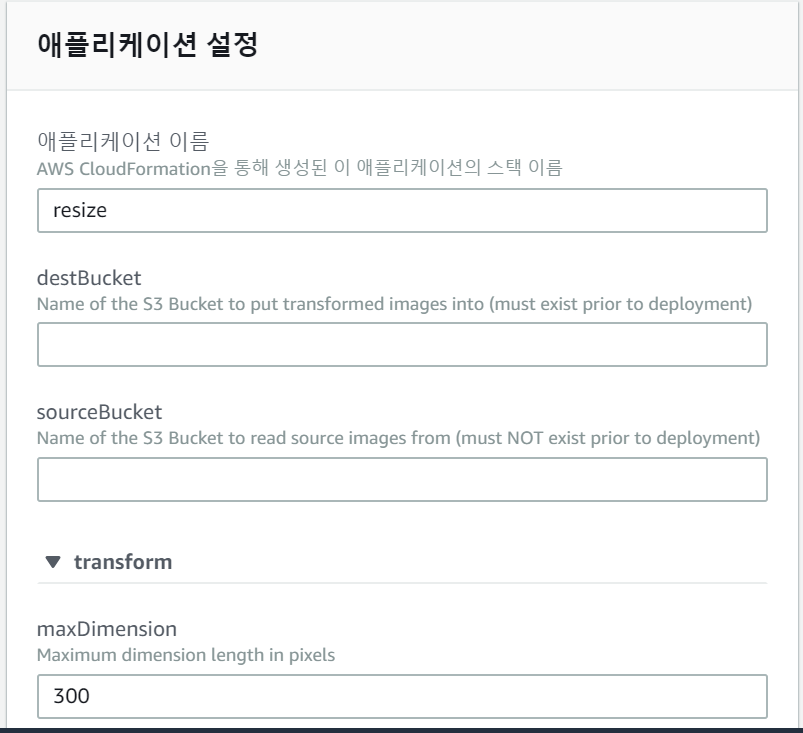 애플리케이션 설정
애플리케이션 이름
AWS CloudFormation을 통해 생성된 이 애플리케이션의 스택 이름
resize
destBucket
Name of the S3 Bucket to put transformed images into (must exist prior to deployment)
sourceBucket
Name of the S3 Bucket to read source images from (must NOT exist prior to deployment)
▼ transform
maxDimension
Maximum dimension length in pixels
300